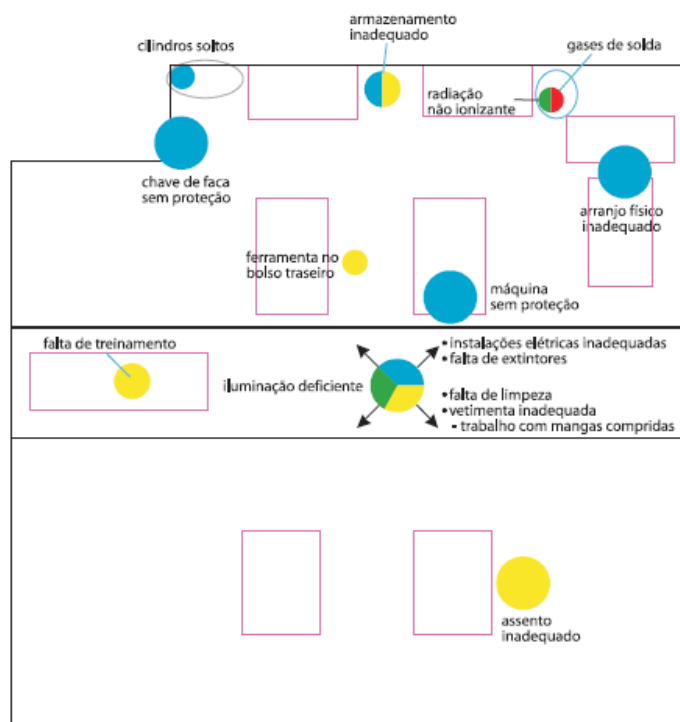 cilindros soltos
armazenamento
inadequado
gases de solda
radiação
não ionizante
chave de faca
sem proteção
arranjo físico
inadequado
ferramenta no
bolso traseiro
máquina
sem proteção
falta de treinamento
iluminação deficiente
•instalações elétricas inadequadas
•falta de extintores
•falta de limpeza
•vetimenta inadequada
- trabalho com mangas compridas
assento
inadequado